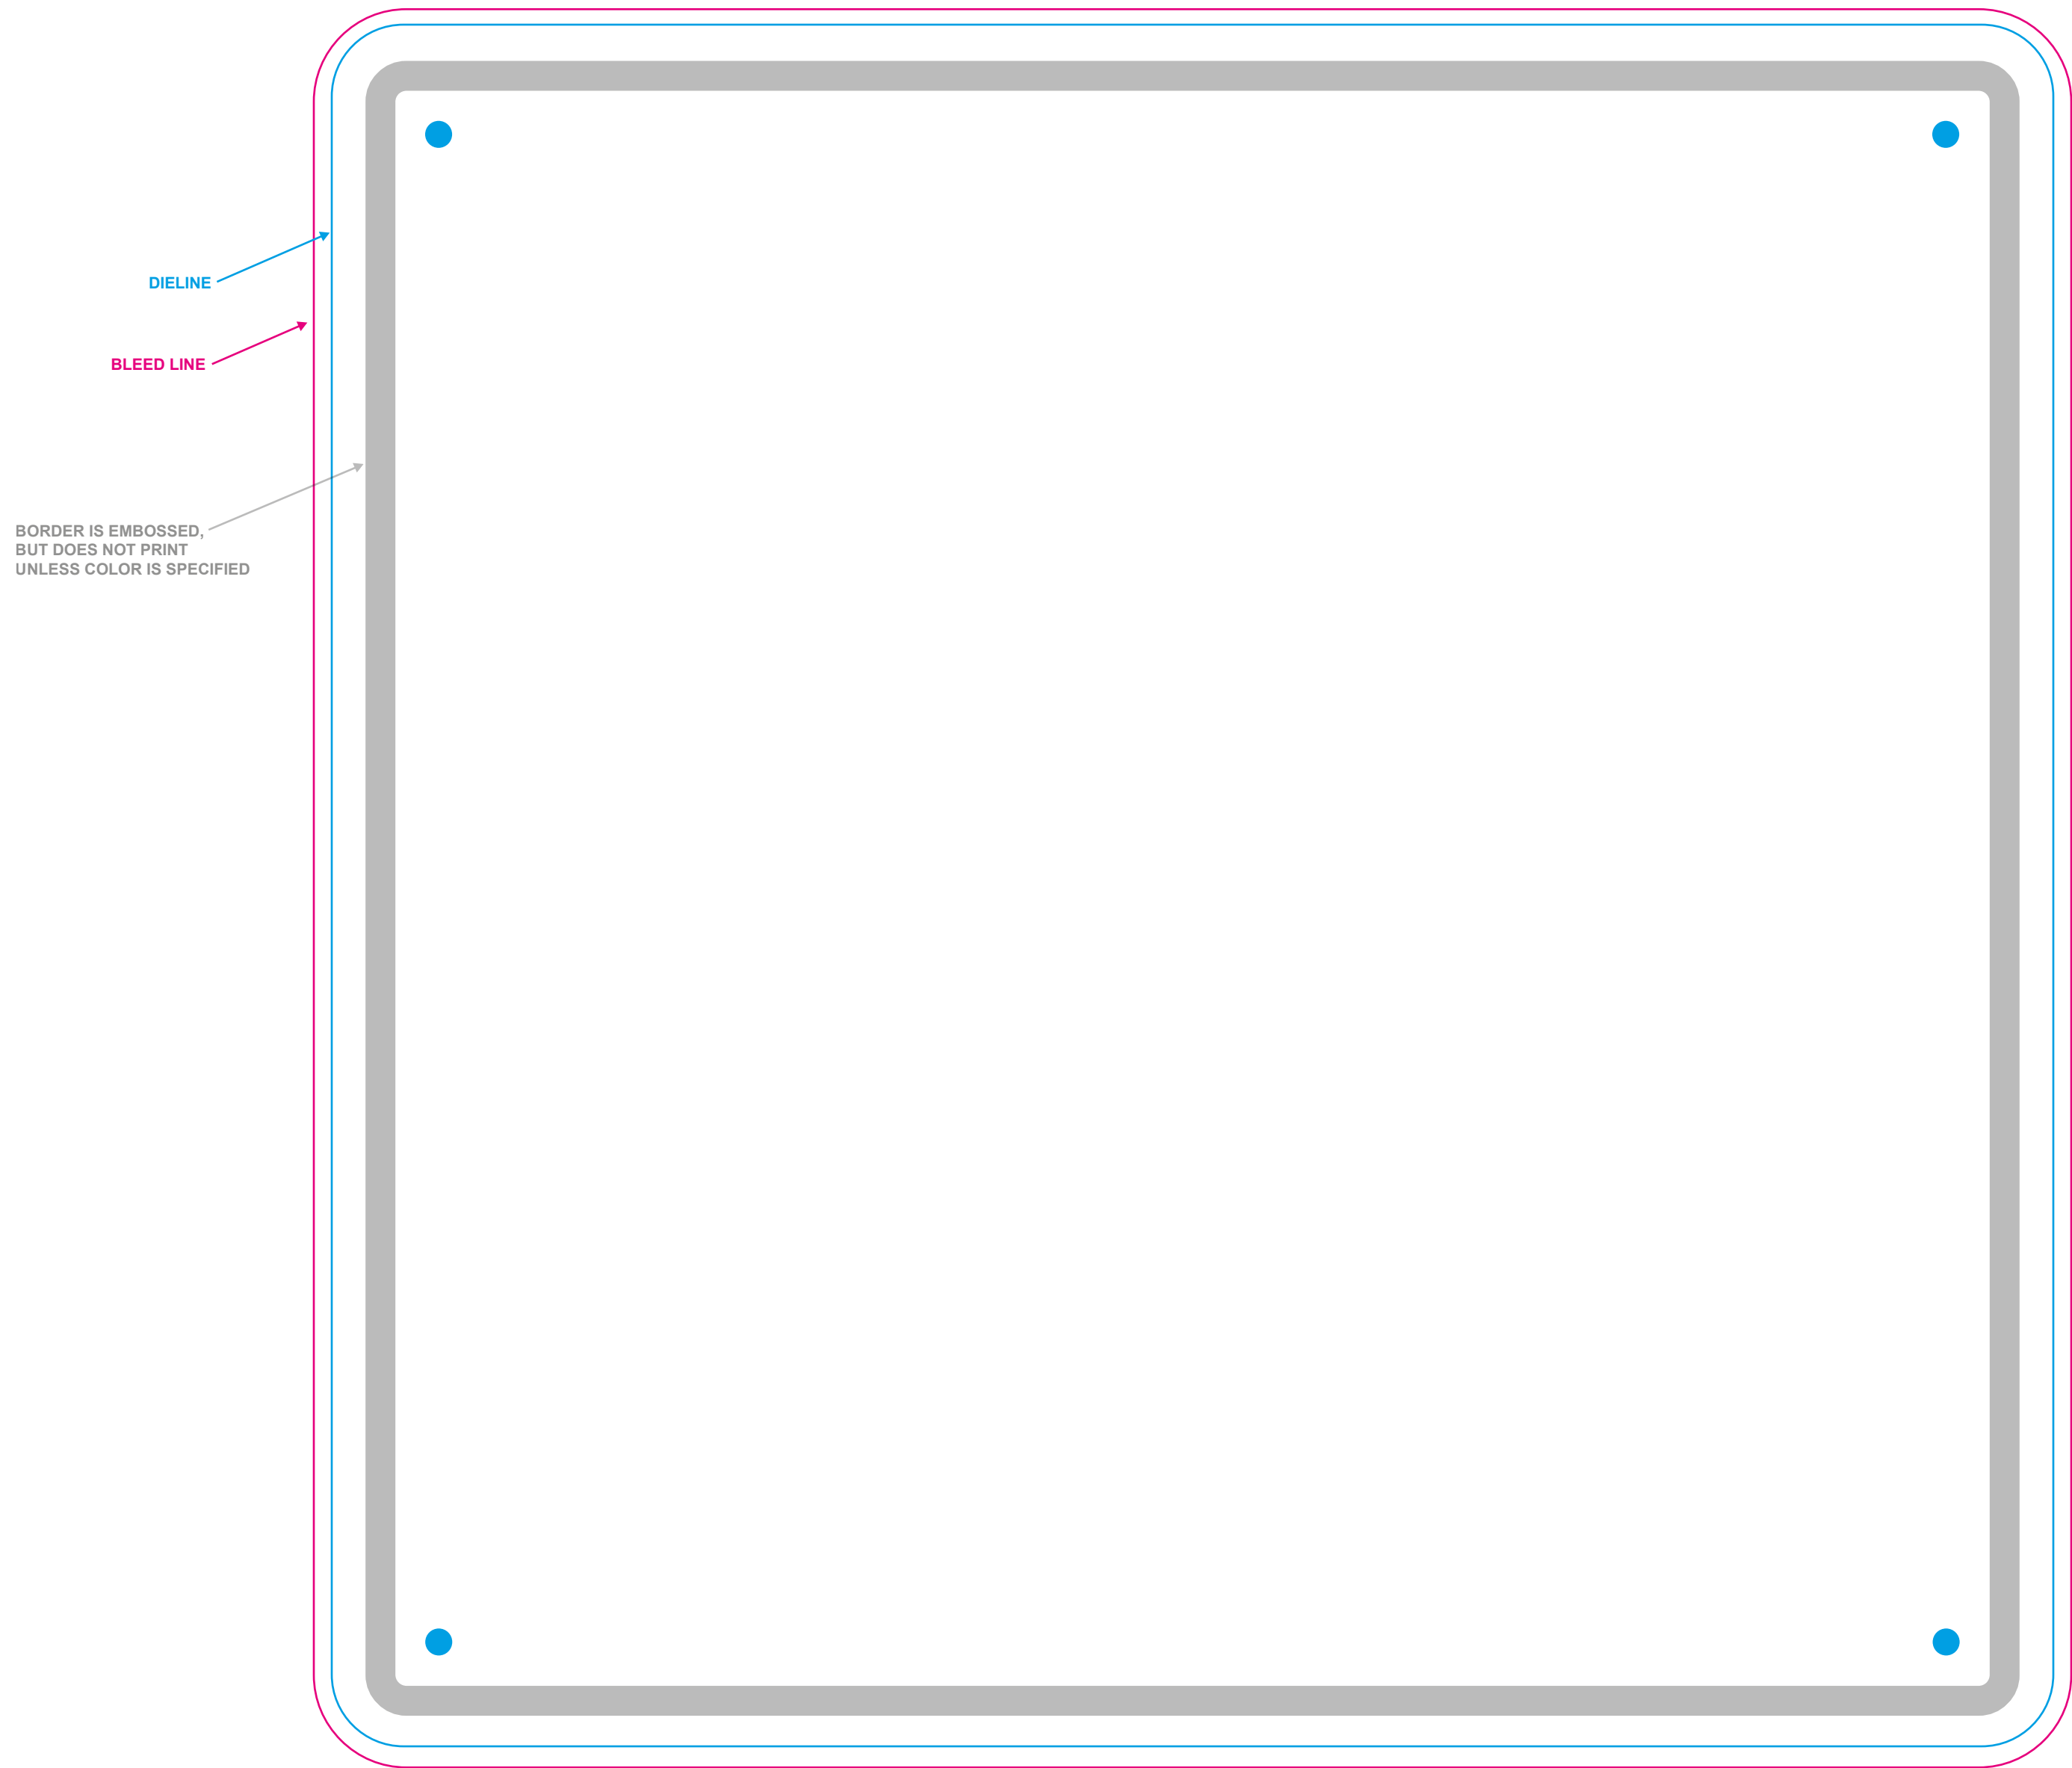 DIELINE
BLEED LINE
BORDER IS EMBOSSED,
BUT DOES NOT PRINT
UNLESS COLOR IS SPECIFIED